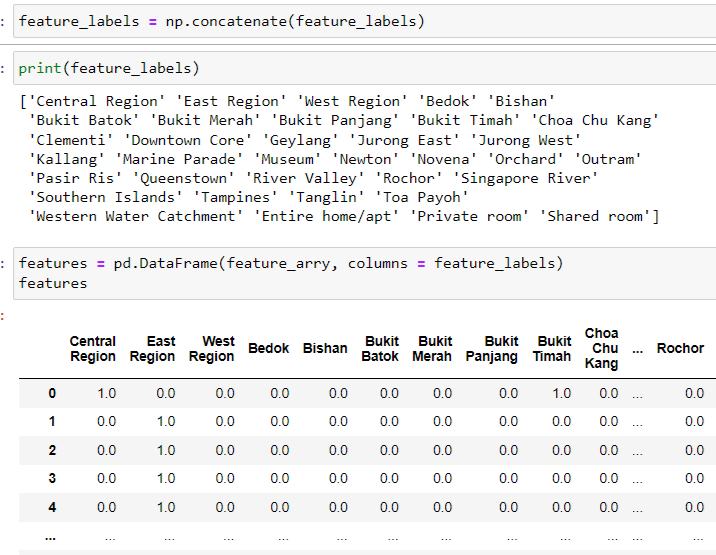 : feature_labels = np.concatenate(feature_labels)
: print(feature_labels)
['Central Region' 'East Region' 'West Region' 'Bedok' 'Bishan'
'Bukit Batok' 'Bukit Merah' 'Bukit Panjang' 'Bukit Timah' 'Choa Chu Kang'
'Clementi' 'Downtown Core' 'Geylang' 'Jurong East' 'Jurong West'
'Kallang' 'Marine Parade' 'Museum' 'Newton' 'Novena' 'Orchard' 'Outram'
'Pasir Ris' 'Queenstown' 'River Valley' 'Rochor' 'Singapore River'
'Southern Islands' 'Tampines' 'Tanglin' 'Toa Payoh'
'Western Water Catchment' 'Entire home/apt' 'Private room' 'Shared room']
: features = pd.DataFrame(feature_arry, columns = feature_labels)
features
:
Central Region East Region West Region Bedok Bishan Bukit Batok Bukit Merah Bukit Panjang Bukit Timah Choa Chu Kang ... Rochor
0 1.0 0.0 0.0 0.0 0.0 0.0 0.0 0.0 1.0 0.0 ... 0.0
1 0.0 1.0 0.0 0.0 0.0 0.0 0.0 0.0 0.0 0.0 ... 0.0
2 0.0 1.0 0.0 0.0 0.0 0.0 0.0 0.0 0.0 0.0 ... 0.0
3 0.0 1.0 0.0 0.0 0.0 0.0 0.0 0.0 0.0 0.0 ... 0.0
4 0.0 1.0 0.0 0.0 0.0 0.0 0.0 0.0 0.0 0.0 ... 0.0
... ... ... ... ... ... ... ... ... ... ... ... ...